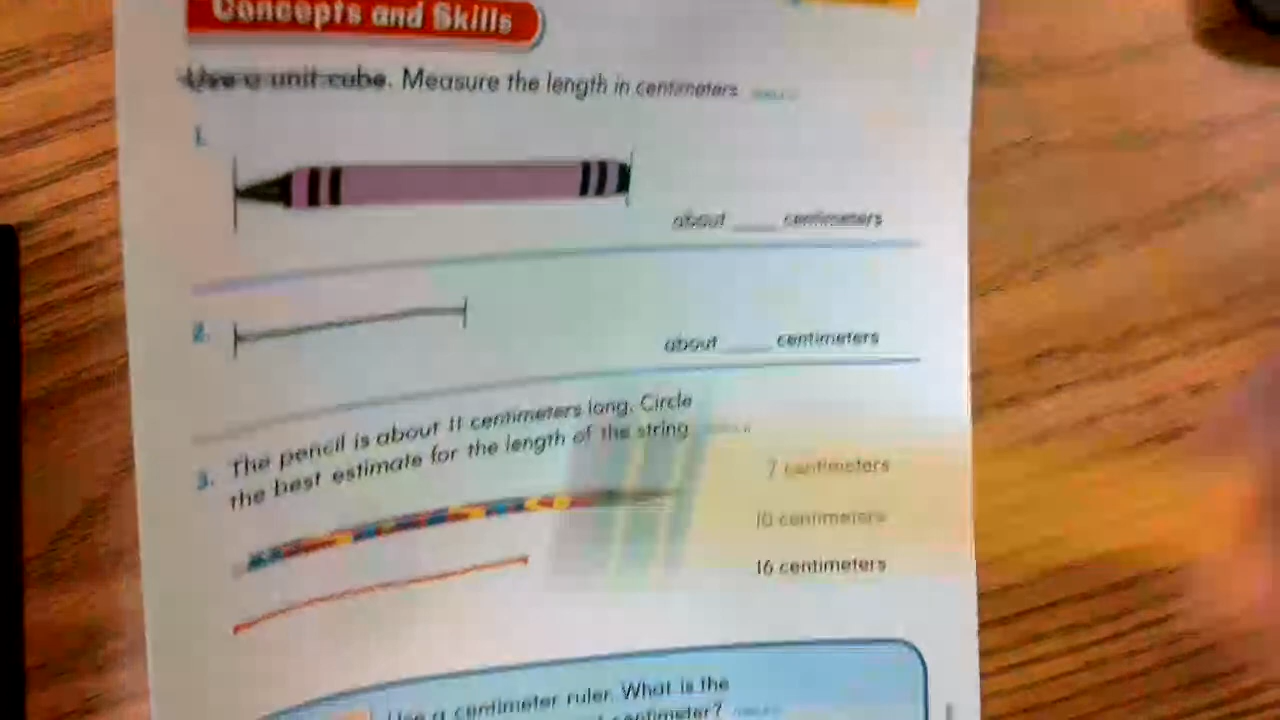 Concepts and Skills
Use a unit cube. Measure the length in centimeters
1.
about ___ centimeters
2.
about ___ centimeters
3. The pencil is about 11 centimeters long. Circle
the best estimate for the length of the string
7 centimeters
10 centimeters
16 centimeters
Use a centimeter ruler. What is the
centimeter?